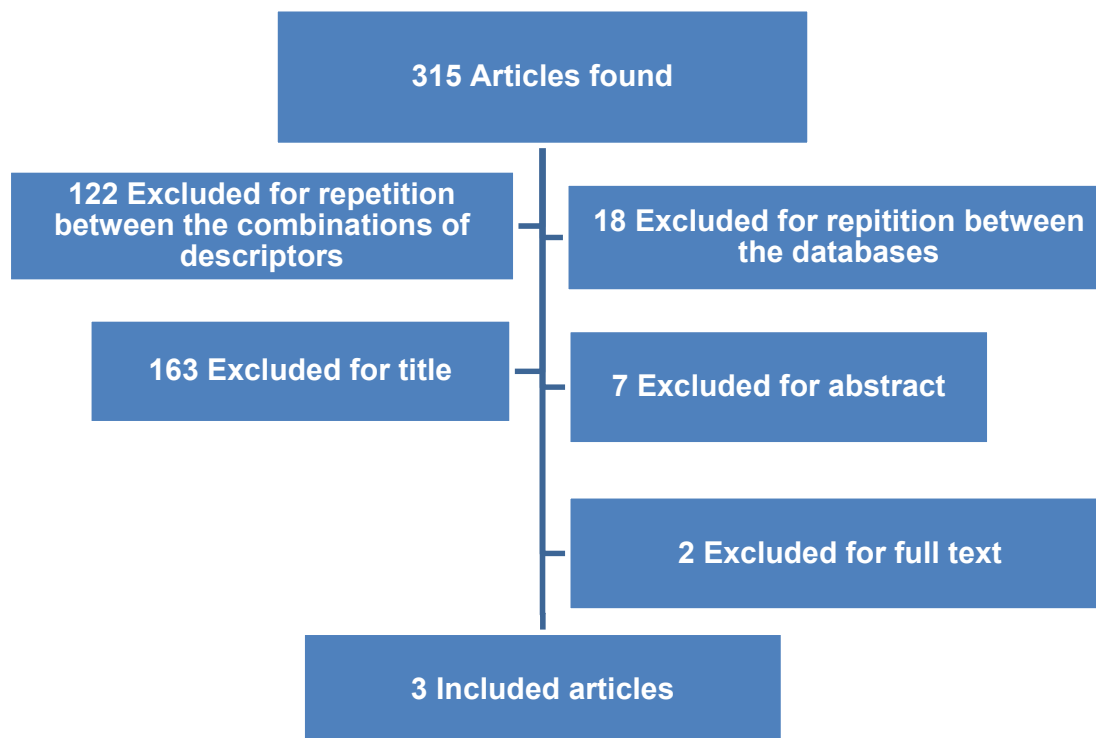 315 Articles found
122 Excluded for repetition
between the combinations of
descriptors
18 Excluded for repitition between
the databases
163 Excluded for title
7 Excluded for abstract
2 Excluded for full text
3 Included articles